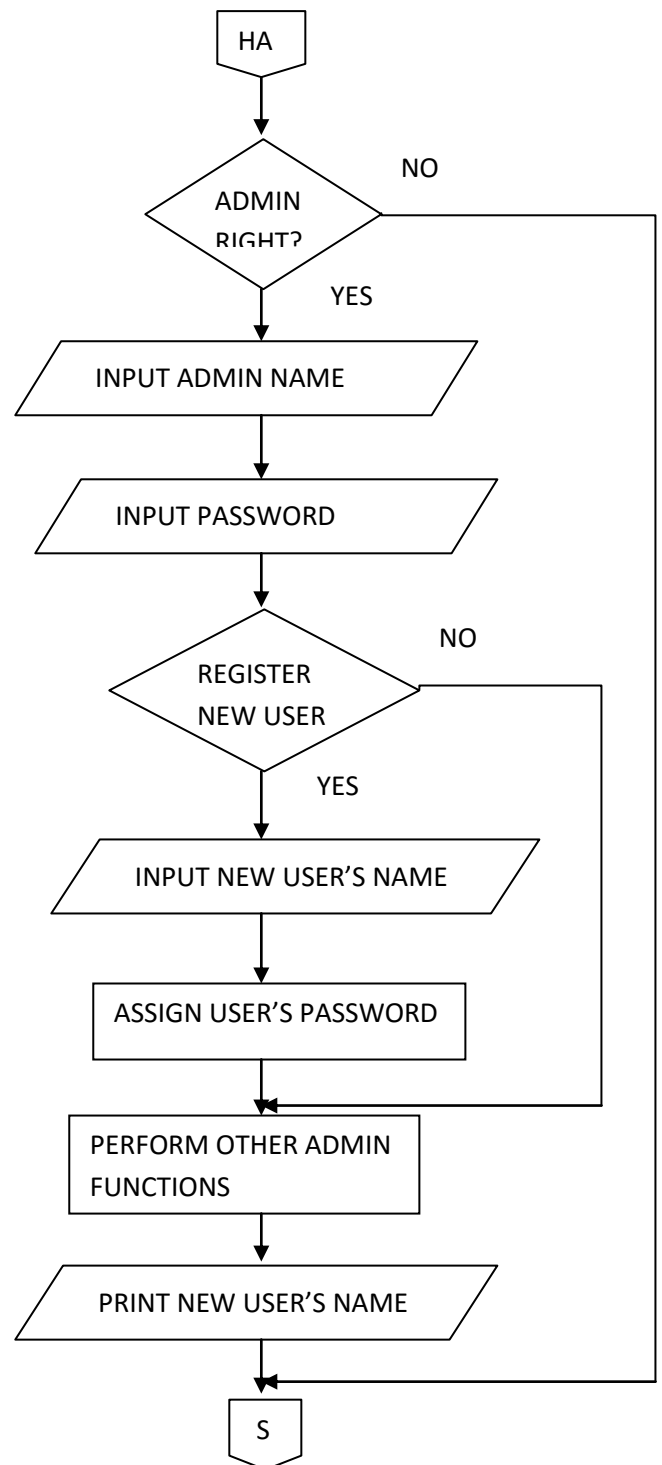 HA
NO
ADMIN
RIGHT?
YES
INPUT ADMIN NAME
INPUT PASSWORD
NO
REGISTER
NEW USER
YES
INPUT NEW USER’S NAME
ASSIGN USER’S PASSWORD
PERFORM OTHER ADMIN
FUNCTIONS
PRINT NEW USER’S NAME
S